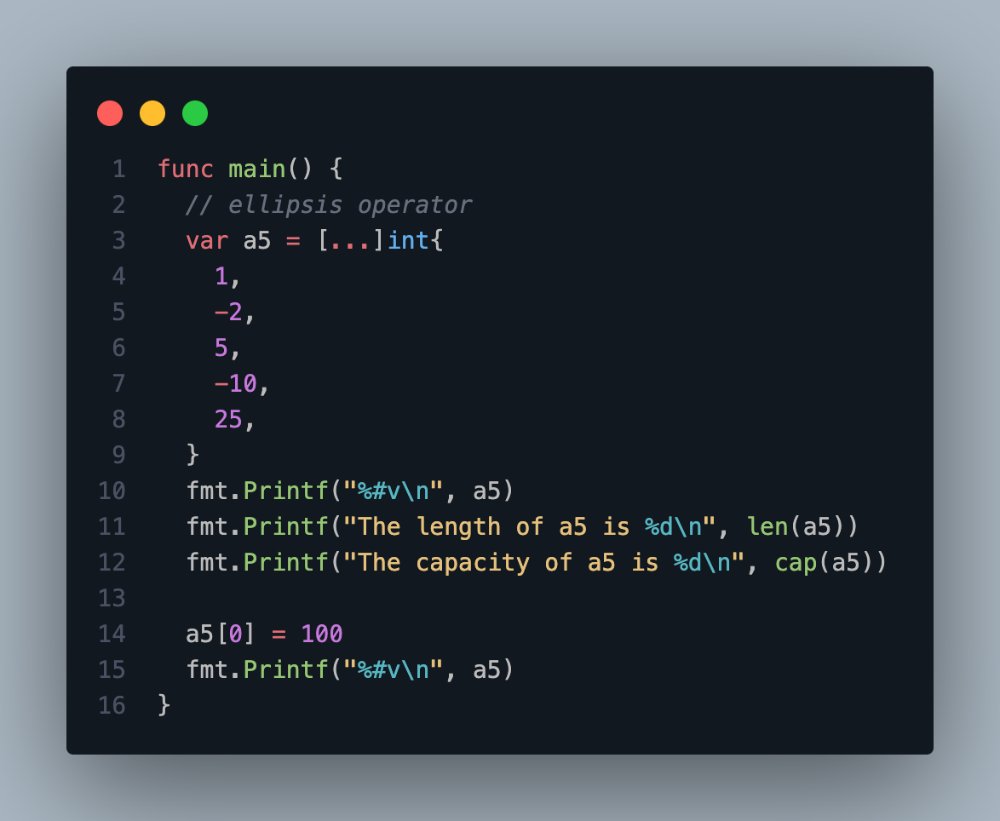 1 func main() {
2   // ellipsis operator
3   var a5 = [...]int{
4     1,
5     -2,
6     5,
7     -10,
8     25,
9   }
10   fmt.Printf("%#v\n", a5)
11   fmt.Printf("The length of a5 is %d\n", len(a5))
12   fmt.Printf("The capacity of a5 is %d\n", cap(a5))
13
14   a5[0] = 100
15   fmt.Printf("%#v\n", a5)
16 }